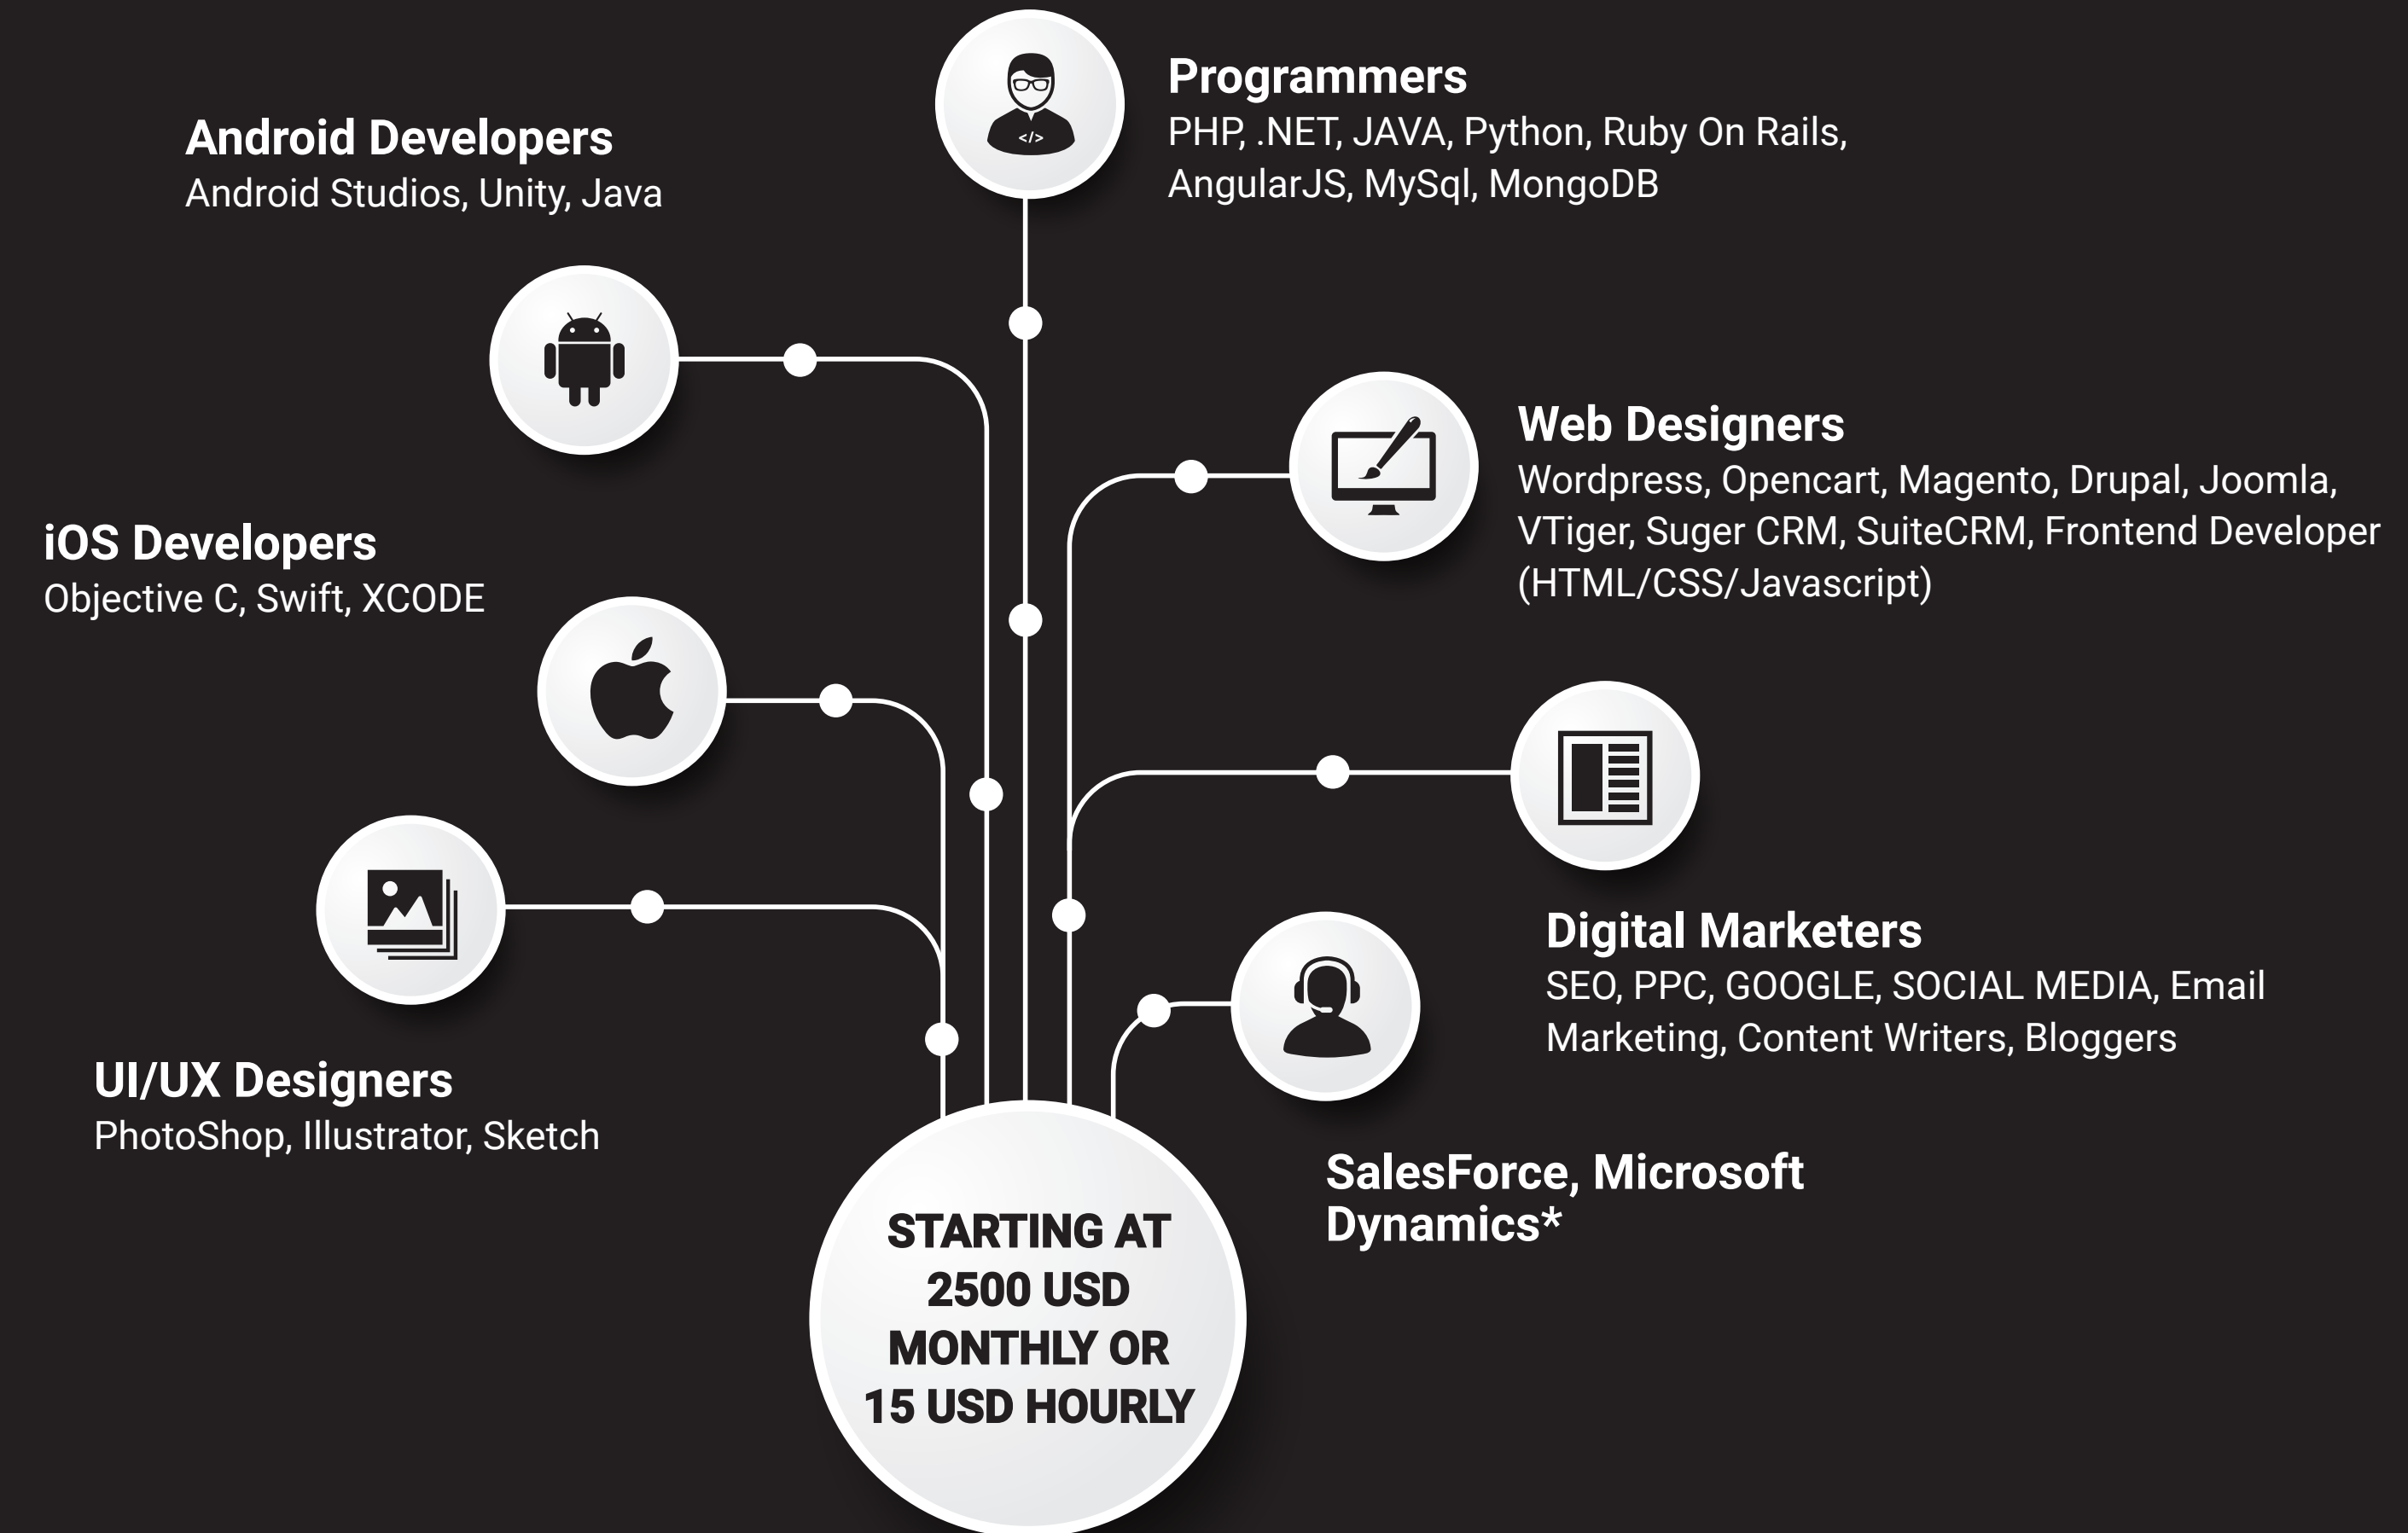 Programmers
PHP, .NET, JAVA, Python, Ruby On Rails,
AngularJS, MySql, MongoDB
</>
Android Developers
Android Studios, Unity, Java
Web Designers
Wordpress, Opencart, Magento, Drupal, Joomla,
VTiger, Suger CRM, SuiteCRM, Frontend Developer
(HTML/CSS/Javascript)
iOS Developers
Objective C, Swift, XCODE
Digital Marketers
SEO, PPC, GOOGLE, SOCIAL MEDIA, Email
Marketing, Content Writers, Bloggers
UI/UX Designers
PhotoShop, Illustrator, Sketch
SalesForce, Microsoft
Dynamics*
STARTING AT
2500 USD
MONTHLY OR
15 USD HOURLY